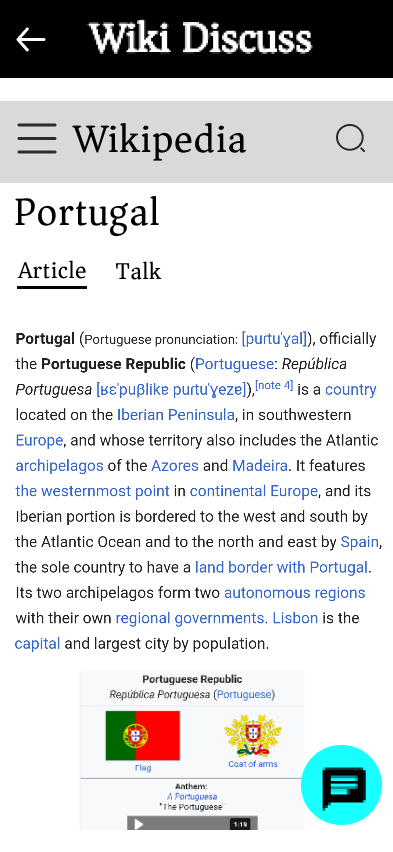 Wiki Discuss
Wikipedia
Portugal
Article Talk
Portugal (Portuguese pronunciation: [puɾtuˈɣal]), officially
the Portuguese Republic (Portuguese: República
Portuguesa [ʁɛˈpuβlikɐ puɾtuˈɣezɐ]),[note 4] is a country
located on the Iberian Peninsula, in southwestern
Europe, and whose territory also includes the Atlantic
archipelagos of the Azores and Madeira. It features
the westernmost point in continental Europe, and its
Iberian portion is bordered to the west and south by
the Atlantic Ocean and to the north and east by Spain,
the sole country to have a land border with Portugal.
Its two archipelagos form two autonomous regions
with their own regional governments. Lisbon is the
capital and largest city by population.
Portuguese Republic
República Portuguesa (Portuguese)
Flag
Coat of arms
Anthem:
A Portuguesa
"The Portuguese"
1:19